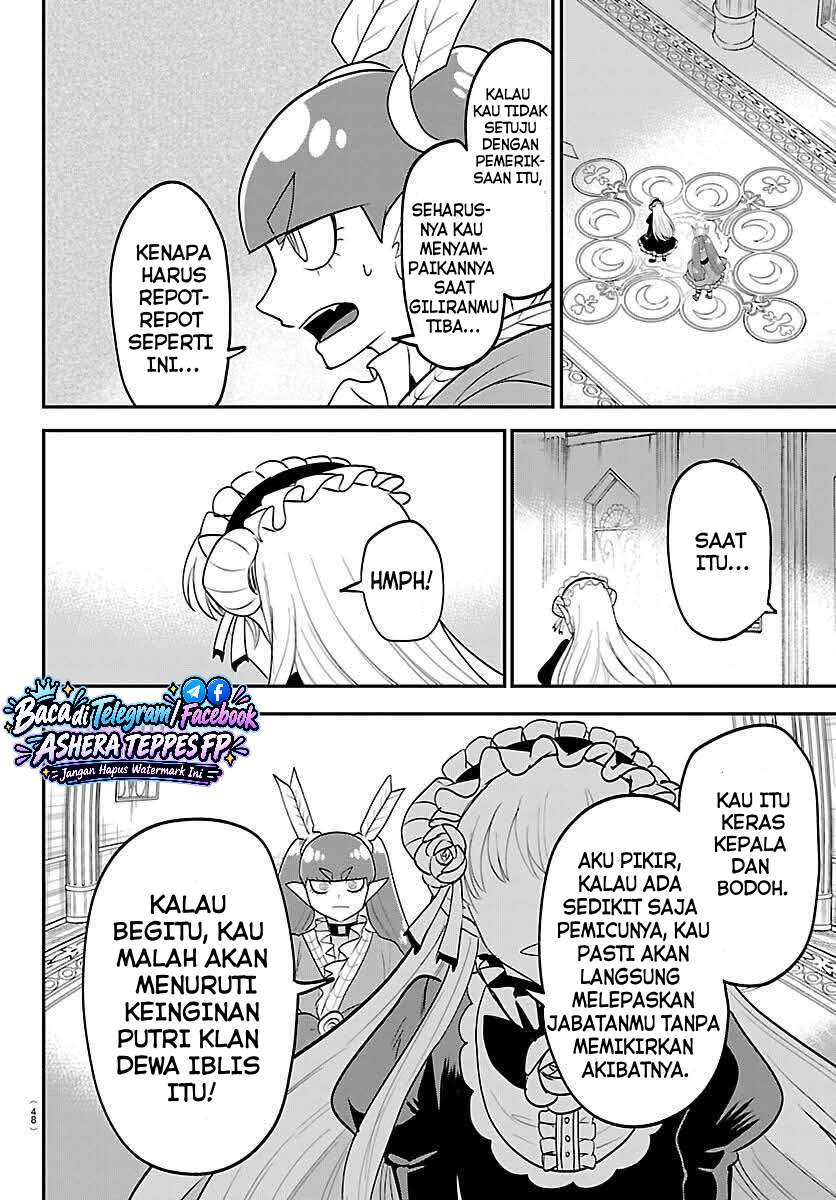 KALAU
KAU TIDAK
SETUJU
DENGAN
PEMERIK-
SAAN ITU,
SEHARUS-
NYA KAU
MENYAM-
PAIKANNYA
SAAT
GILIRANMU
TIBA...
KENAPA
HARUS
REPOT-
REPOT
SEPERTI
INI...
SAAT
ITU...
HMPH!
Baca di Telegram/Facebook
ASHERA TEPPES FP
Jangan Hapus Watermark Ini
KAU ITU
KERAS
KEPALA
DAN
BODOH.
AKU PIKIR,
KALAU ADA
SEDIKIT SAJA
PEMICUNYA, KAU
PASTI AKAN
LANGSUNG
MELEPASKAN
JABATANMU TANPA
MEMIKIRKAN
AKIBATNYA.
KALAU
BEGITU, KAU
MALAH AKAN
MENURUTI
KEINGINAN
PUTRI KLAN
DEWA IBLIS
ITU!
48